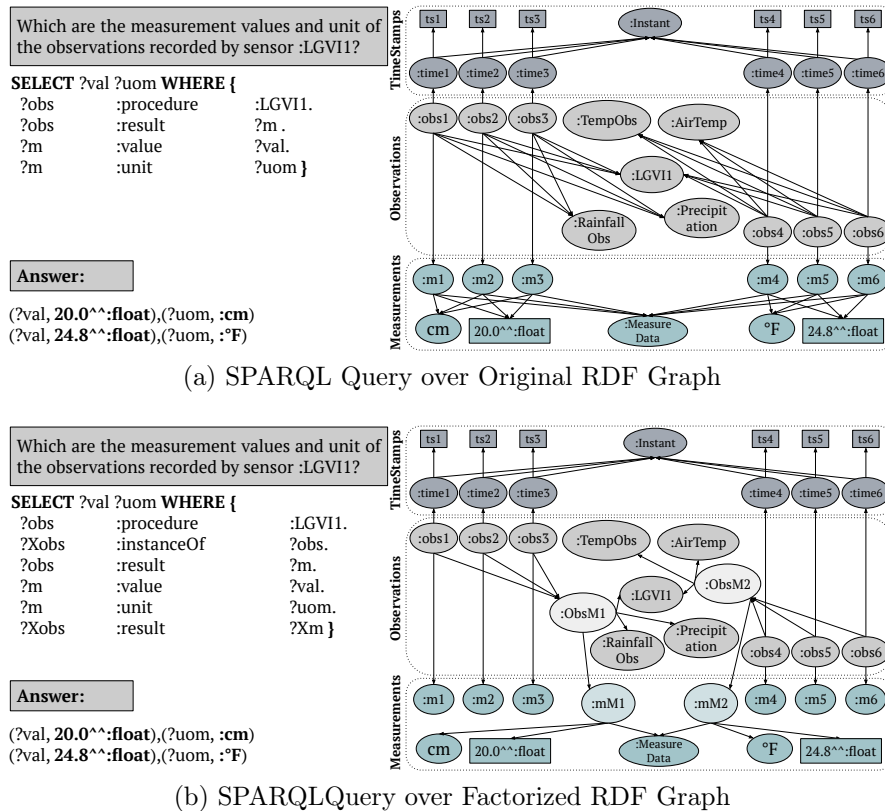 Which are the measurement values and unit of
the observations recorded by sensor :LGVI1?
SELECT ?val ?uom WHERE {
?obs :procedure :LGVI1.
?obs :result ?m .
?m :value ?val.
?m :unit ?uom }
Answer:
(?val, 20.0^^:float),(?uom, :cm)
(?val, 24.8^^:float),(?uom, :°F)
TimeStamps
ts1 ts2 ts3 :Instant ts4 ts5 ts6
:time1 :time2 :time3 :time4 :time5 :time6
Observations
:obs1 :obs2 :obs3 :TempObs :AirTemp
:LGVI1
:Rainfall
Obs
:Precipit
ation
:obs4 :obs5 :obs6
Measurements
:m1 :m2 :m3 :m4 :m5 :m6
cm 20.0^^:float :Measure
Data
°F 24.8^^:float
(a) SPARQL Query over Original RDF Graph
Which are the measurement values and unit of
the observations recorded by sensor :LGVI1?
SELECT ?val ?uom WHERE {
?obs :procedure :LGVI1.
?Xobs :instanceOf ?obs.
?obs :result ?m.
?m :value ?val.
?m :unit ?uom.
?Xobs :result ?Xm }
Answer:
(?val, 20.0^^:float),(?uom, :cm)
(?val, 24.8^^:float),(?uom, :°F)
TimeStamps
ts1 ts2 ts3 :Instant ts4 ts5 ts6
:time1 :time2 :time3 :time4 :time5 :time6
Observations
:obs1 :obs2 :obs3 :TempObs :AirTemp
:ObsM1 :LGVI1 :ObsM2
:Rainfall
Obs
:Precipit
ation
:obs4 :obs5 :obs6
Measurements
:m1 :m2 :m3 :mM1 :mM2 :m4 :m5 :m6
cm 20.0^^:float :Measure
Data
°F 24.8^^:float
(b) SPARQLQuery over Factorized RDF Graph